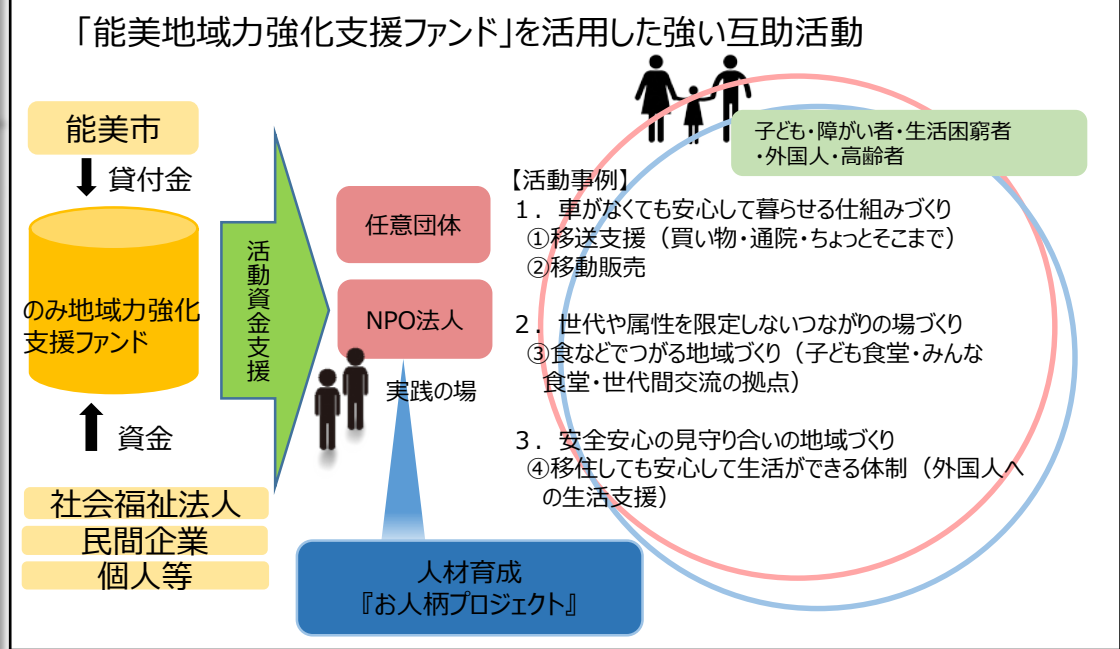 「能美地域力強化支援ファンド」を活用した強い互助活動
能美市
貸付金
のみ地域力強化
支援ファンド
資金
社会福祉法人
民間企業
個人等
活動資金支援
任意団体
NPO法人
実践の場
人材育成
『お人柄プロジェクト』
子ども・障がい者・生活困窮者
・外国人・高齢者
【活動事例】
１．車がなくても安心して暮らせる仕組みづくり
①移送支援（買い物・通院・ちょっとそこまで）
②移動販売
２．世代や属性を限定しないつながりの場づくり
③食などでつがる地域づくり（子ども食堂・みんな
食堂・世代間交流の拠点）
３．安全安心の見守り合いの地域づくり
④移住しても安心して生活ができる体制（外国人へ
の生活支援）